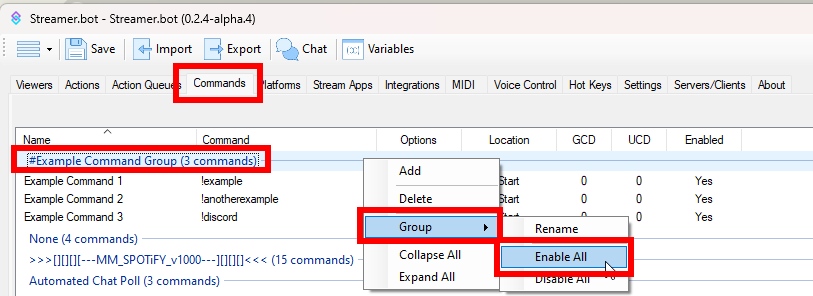 Streamer.bot - Streamer.bot (0.2.4-alpha.4)
Save Import Export Chat (x) Variables
Viewers Actions Action Queues Commands Platforms Stream Apps Integrations MIDI Voice Control Hot Keys Settings Servers/Clients About
Name Command Options Location GCD UCD Enabled
#Example Command Group (3 commands)
Example Command 1 !example Start 0 0 Yes
Example Command 2 !anotherexample Start 0 0 Yes
Example Command 3 !discord Start 0 0 Yes
None (4 commands)
>>>[][][][---MM_SPOTiFY_v1000---][][][]<<< (15 commands)
Automated Chat Poll (3 commands)
Add
Delete
Group
Collapse All
Expand All
Rename
Enable All
Disable All